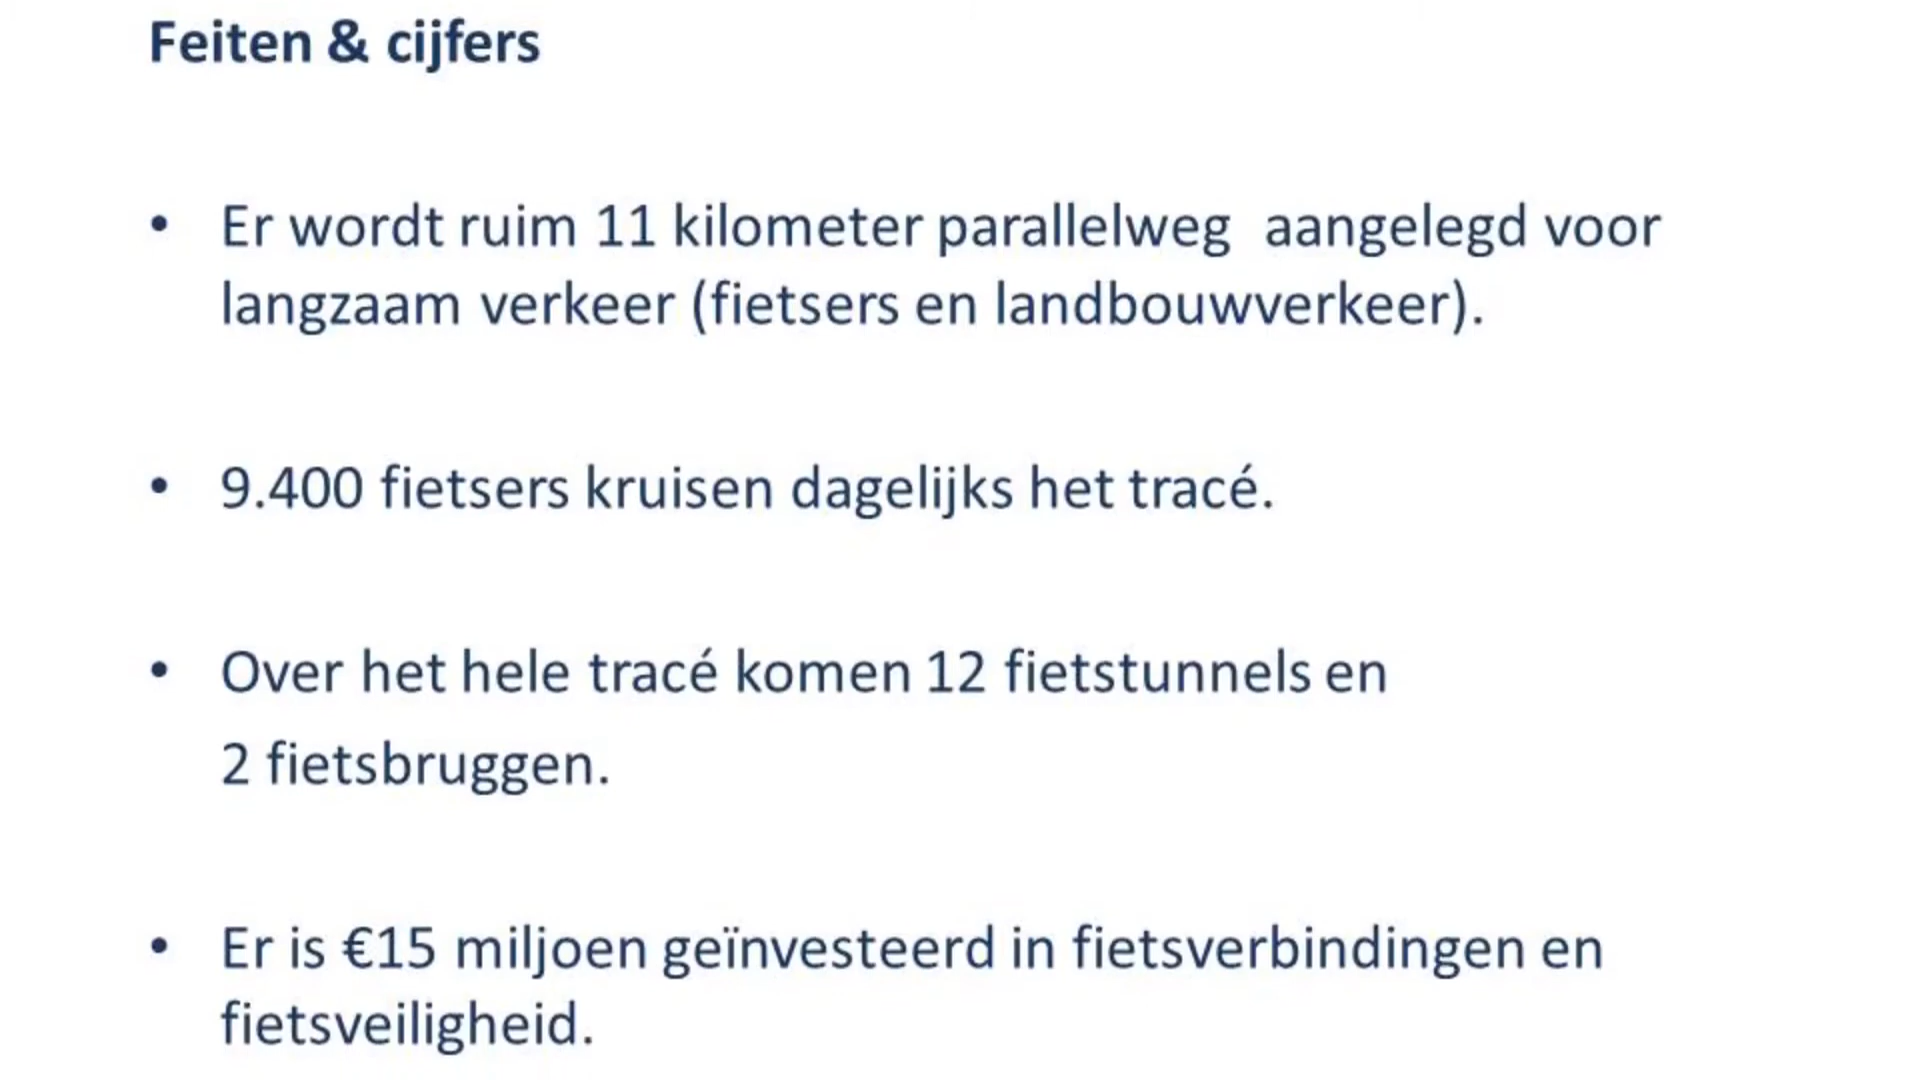 Feiten & cijfers
• Er wordt ruim 11 kilometer parallelweg  aangelegd voor
langzaam verkeer (fietsers en landbouwverkeer).
• 9.400 fietsers kruisen dagelijks het tracé.
• Over het hele tracé komen 12 fietstunnels en
2 fietsbruggen.
• Er is €15 miljoen geïnvesteerd in fietsverbindingen en
fietsveiligheid.